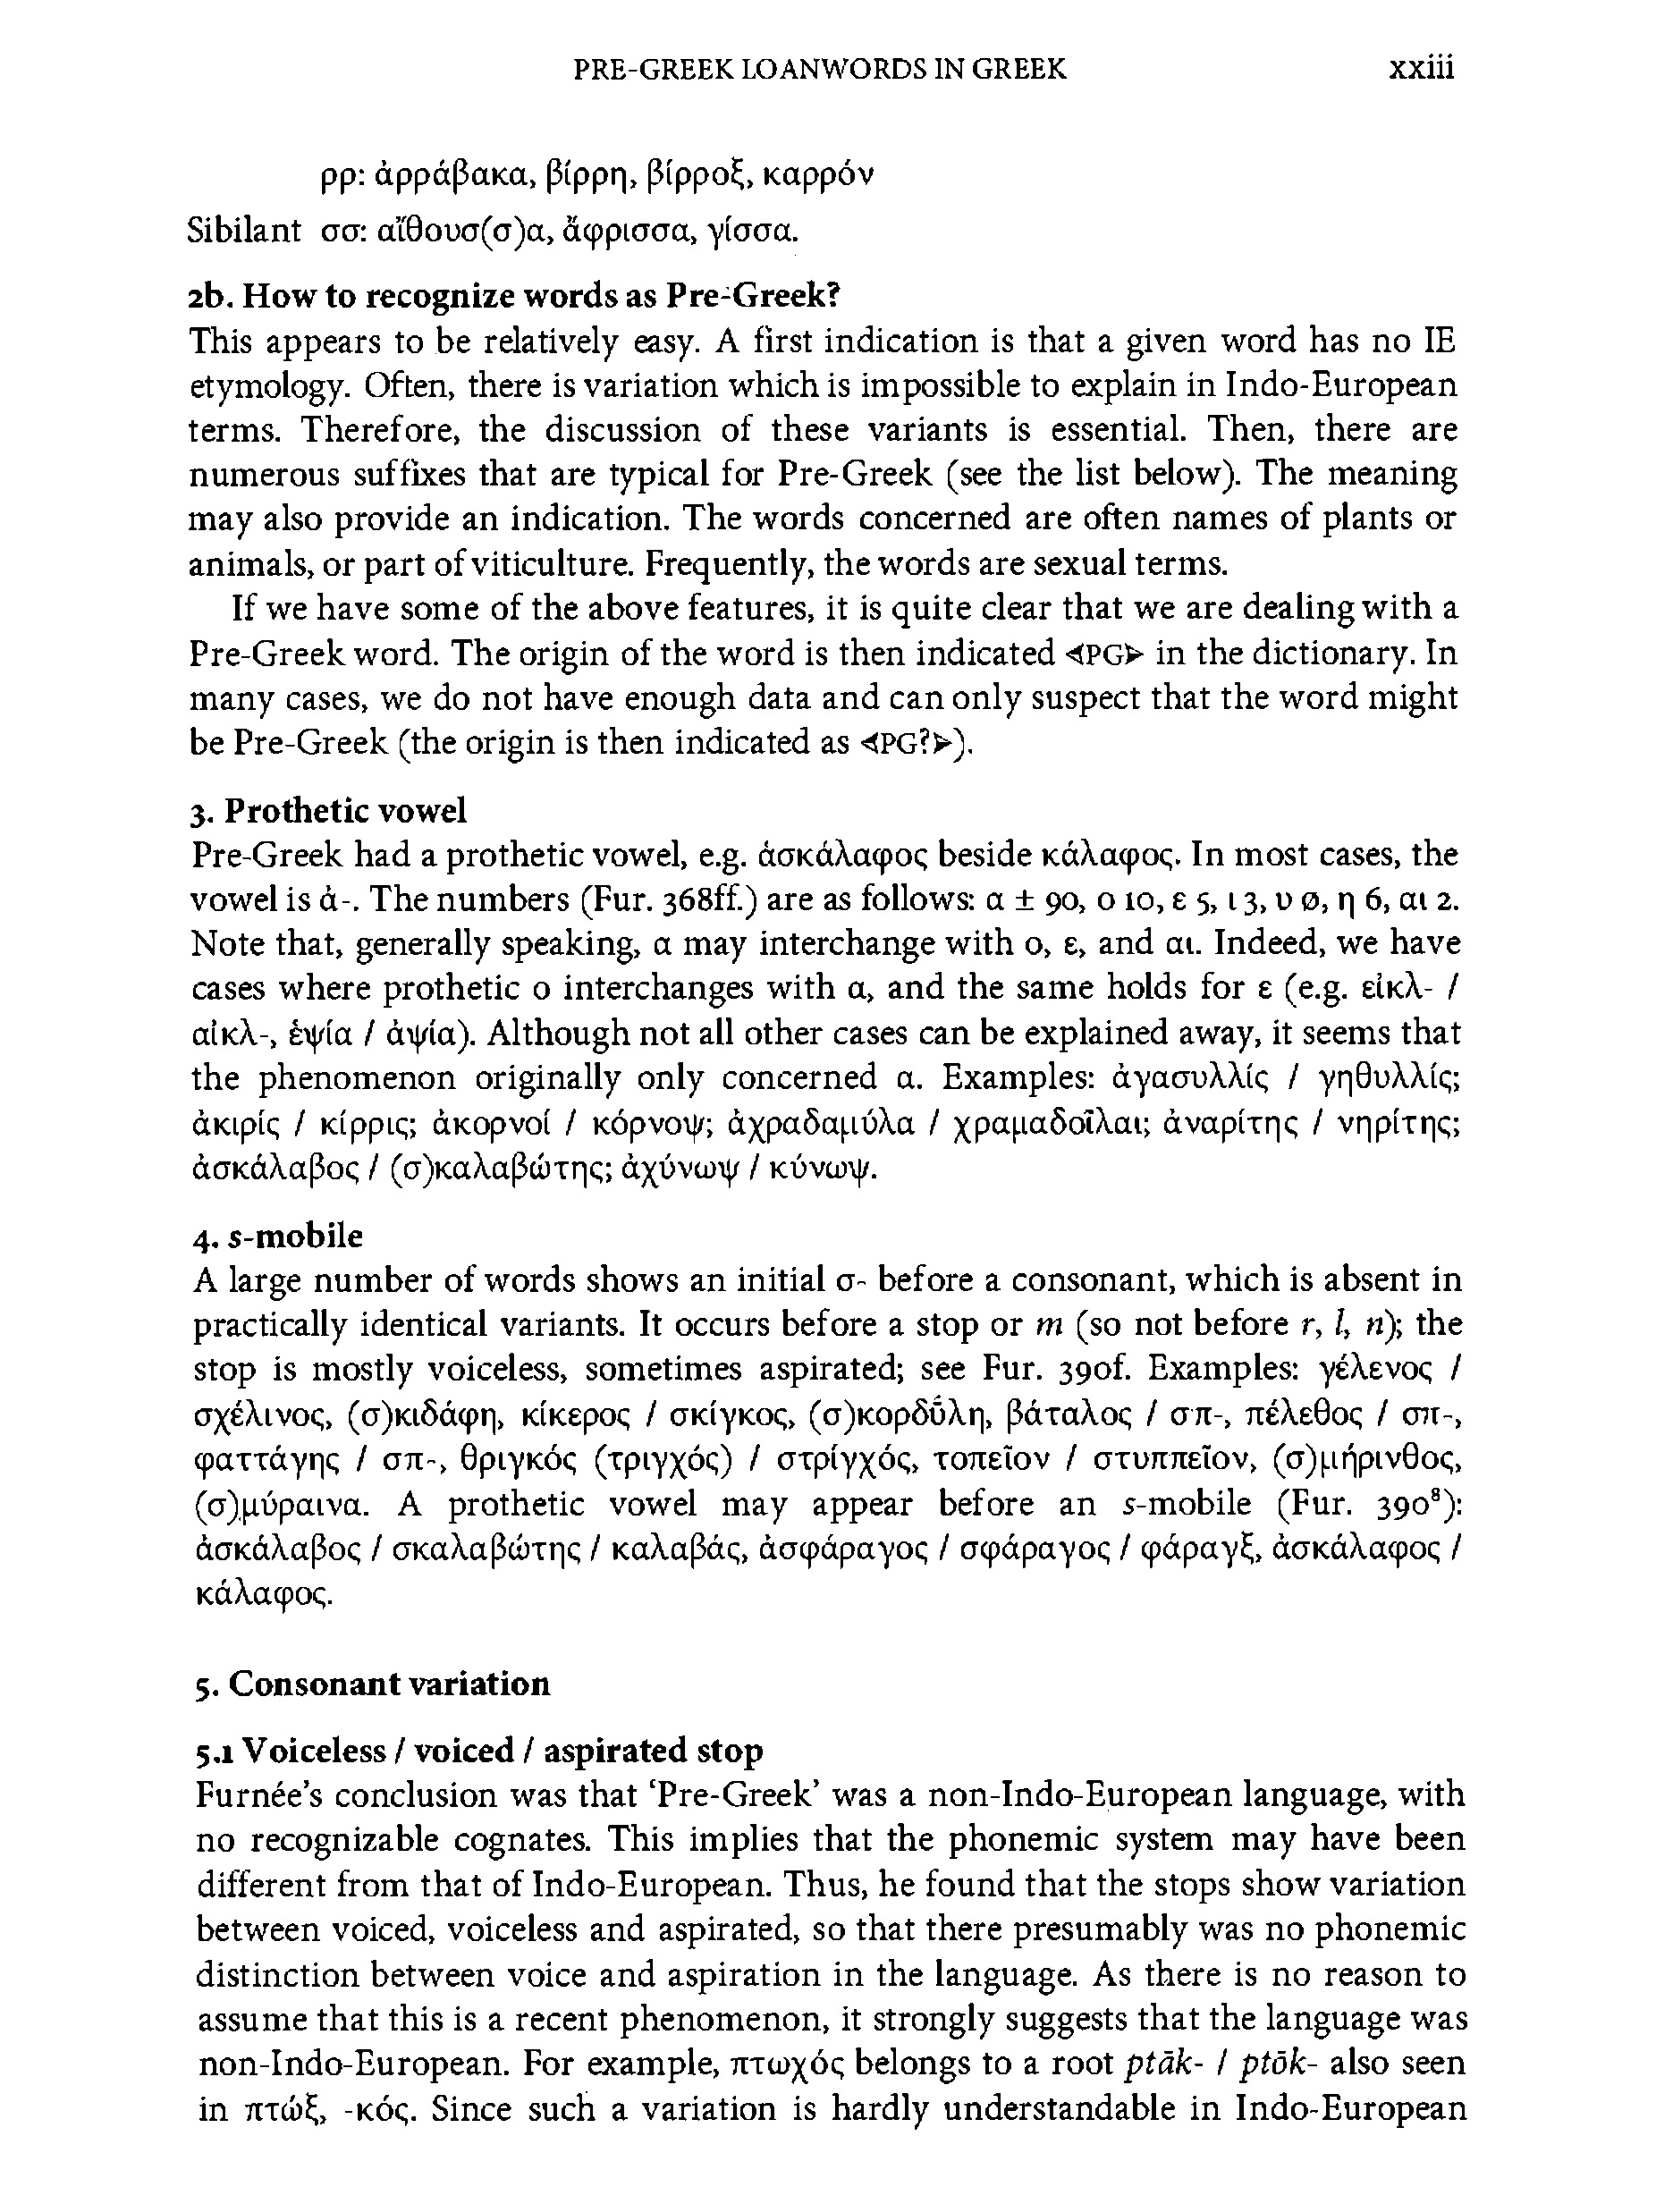 PRE-GREEK LOANWORDS IN GREEK xxiii
ρρ: ἀρράβακα, βίρρη, βίρροξ, καρρόν
Sibilant σσ: αἴθουσ(σ)α, ἄφρισσα, γίσσα.
2b. How to recognize words as Pre-Greek?
This appears to be relatively easy. A first indication is that a given word has no IE
etymology. Often, there is variation which is impossible to explain in Indo-European
terms. Therefore, the discussion of these variants is essential. Then, there are
numerous suffixes that are typical for Pre-Greek (see the list below). The meaning
may also provide an indication. The words concerned are often names of plants or
animals, or part of viticulture. Frequently, the words are sexual terms.
If we have some of the above features, it is quite clear that we are dealing with a
Pre-Greek word. The origin of the word is then indicated <PG> in the dictionary. In
many cases, we do not have enough data and can only suspect that the word might
be Pre-Greek (the origin is then indicated as <PG?>).
3. Prothetic vowel
Pre-Greek had a prothetic vowel, e.g. ἀσκάλαφος beside κάλαφος. In most cases, the
vowel is ἀ-. The numbers (Fur. 368ff.) are as follows: α ± 90, ο 10, ε 5, ι 3, υ 0, η 6, αι 2.
Note that, generally speaking, α may interchange with ο, ε, and αι. Indeed, we have
cases where prothetic ο interchanges with α, and the same holds for ε (e.g. εἰκλ- /
αἰκλ-, ἑψία / ἀψία). Although not all other cases can be explained away, it seems that
the phenomenon originally only concerned α. Examples: ἀγασυλλίς / γηθυλλίς;
ἀκιρίς / κίρρις; ἀκορνοί / κόρνοψ; ἀχραδαμύλα / χραμαδοῖλαι; ἀναρίτης / νηρίτης;
ἀσκάλαβος / (σ)καλαβώτης; ἀχύνωψ / κύνωψ.
4. s-mobile
A large number of words shows an initial σ- before a consonant, which is absent in
practically identical variants. It occurs before a stop or m (so not before r, l, n); the
stop is mostly voiceless, sometimes aspirated; see Fur. 390f. Examples: γέλενος /
σχέλινος, (σ)κιδάφη, κίκερος / σκίγκος, (σ)κορδύλη, βάταλος / σπ-, πέλεθος / σπ-,
φαττάγης / σπ-, θριγκός (τριγχός) / στρίγχός, τοπεῖον / στυππεῖον, (σ)μήρινθος,
(σ)μύραινα. A prothetic vowel may appear before an s-mobile (Fur. 390⁸):
ἀσκάλαβος / σκαλαβώτης / καλαβάς, ἀσφάραγος / σφάραγος / φάραγξ, ἀσκάλαφος /
κάλαφος.
5. Consonant variation
5.1 Voiceless / voiced / aspirated stop
Furnée's conclusion was that 'Pre-Greek' was a non-Indo-European language, with
no recognizable cognates. This implies that the phonemic system may have been
different from that of Indo-European. Thus, he found that the stops show variation
between voiced, voiceless and aspirated, so that there presumably was no phonemic
distinction between voice and aspiration in the language. As there is no reason to
assume that this is a recent phenomenon, it strongly suggests that the language was
non-Indo-European. For example, πτωχός belongs to a root ptāk- / ptōk- also seen
in πτώξ, -κός. Since such a variation is hardly understandable in Indo-European